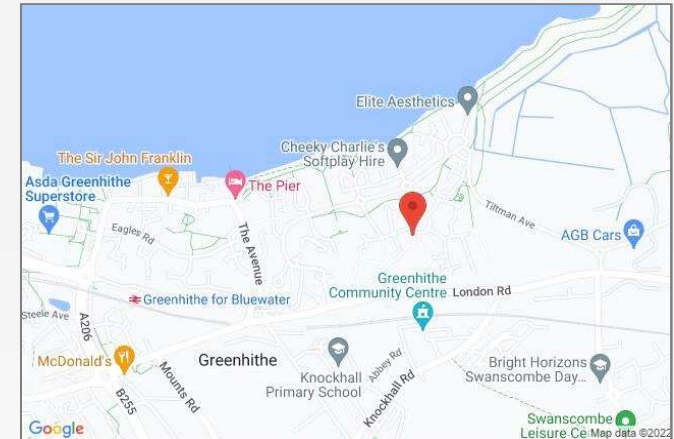 Elite Aesthetics
Cheeky Charlie's
Softplay Hire
The Sir John Franklin
Asda Greenhithe
Superstore
The Pier
Tiltman Ave
Eagles Rd
The Avenue
AGB Cars
Greenhithe
Community Centre
London Rd
Greenhithe for Bluewater
Steele Ave
A206
McDonald's
Greenhithe
Mounts Rd
B255
Knockhall
Primary School
Abbey Rd
Knockhall Rd
Bright Horizons
Swanscombe Day...
Swanscombe
Leisure Ce
Google
Map data ©2022